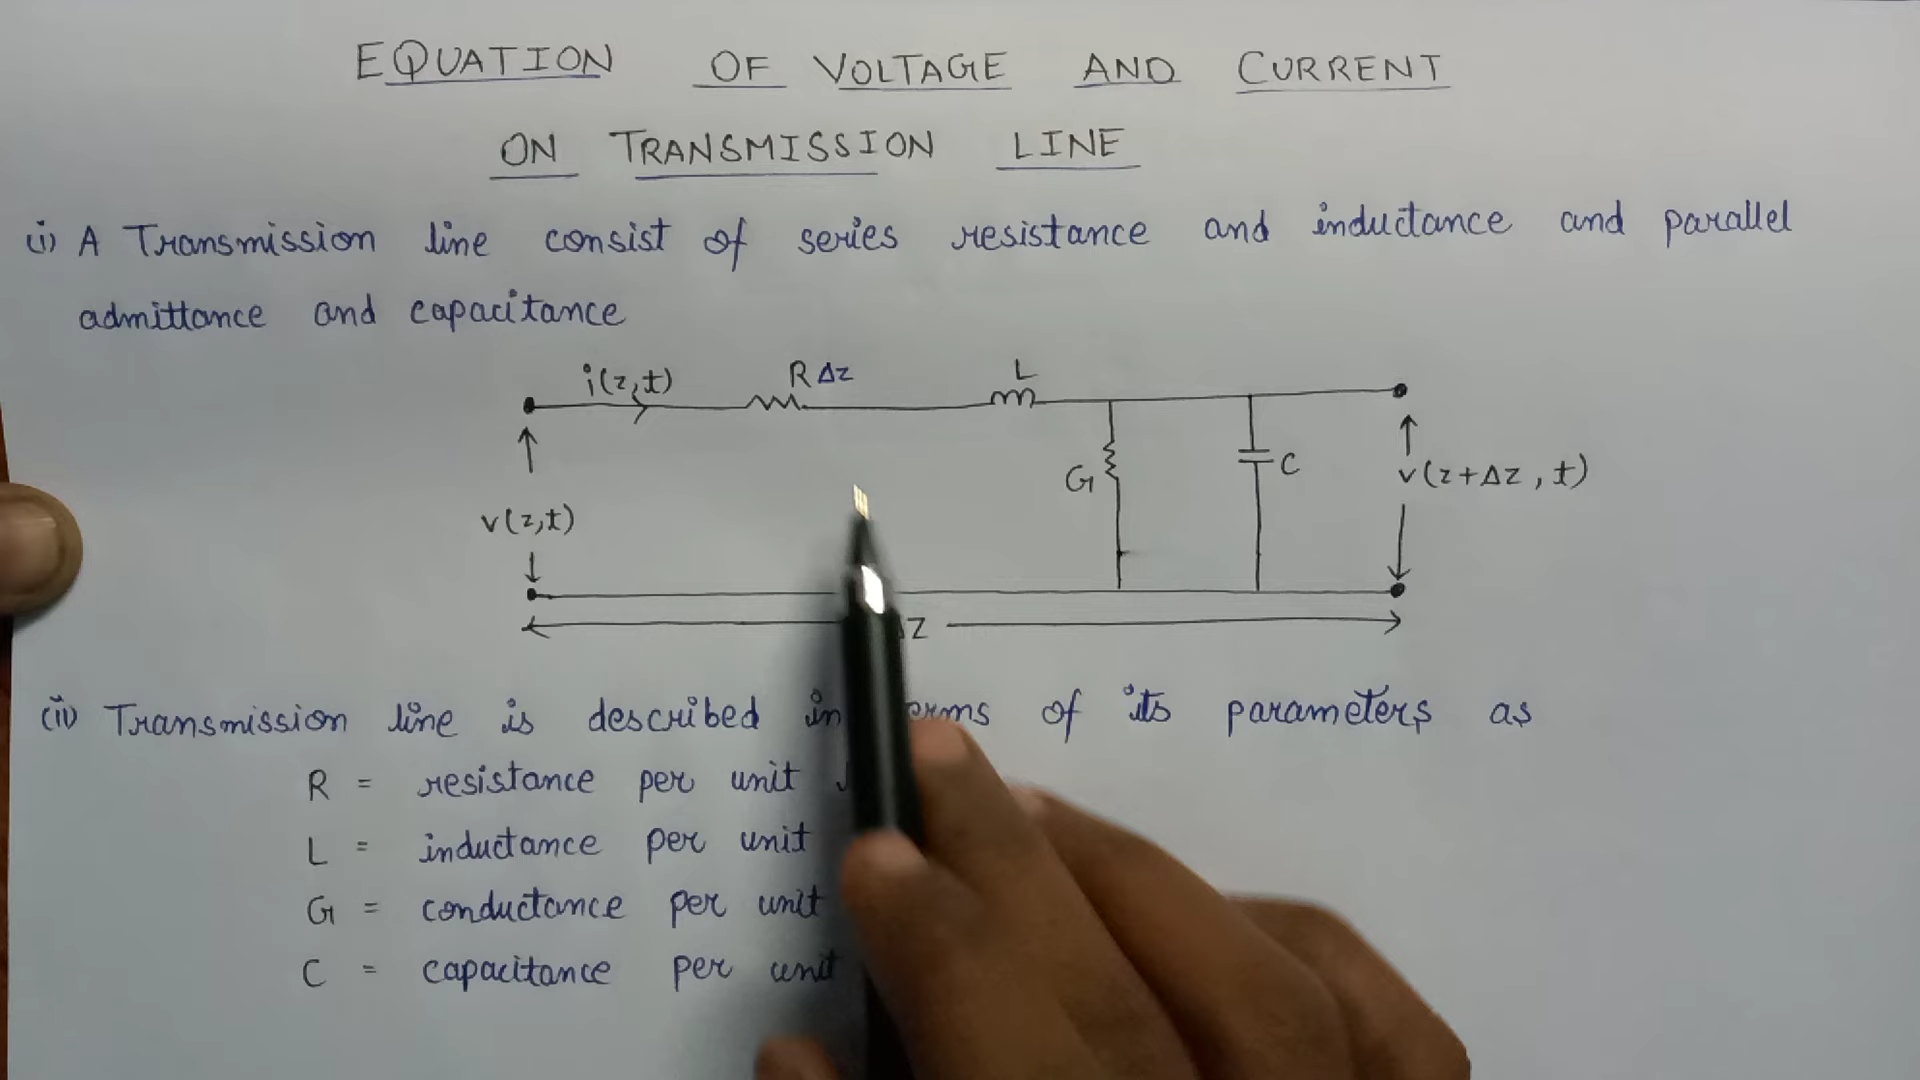 EQUATION OF VOLTAGE AND CURRENT
ON TRANSMISSION LINE
(i) A Transmission line consist of series resistance and inductance and parallel
admittance and capacitance
i(z,t) RΔz L
G C
v(z,t) v(z+Δz, t)
Z
(ii) Transmission line is described in of its parameters as
R = resistance per unit
L = inductance per unit
G = conductance per unit
C = capacitance per unit